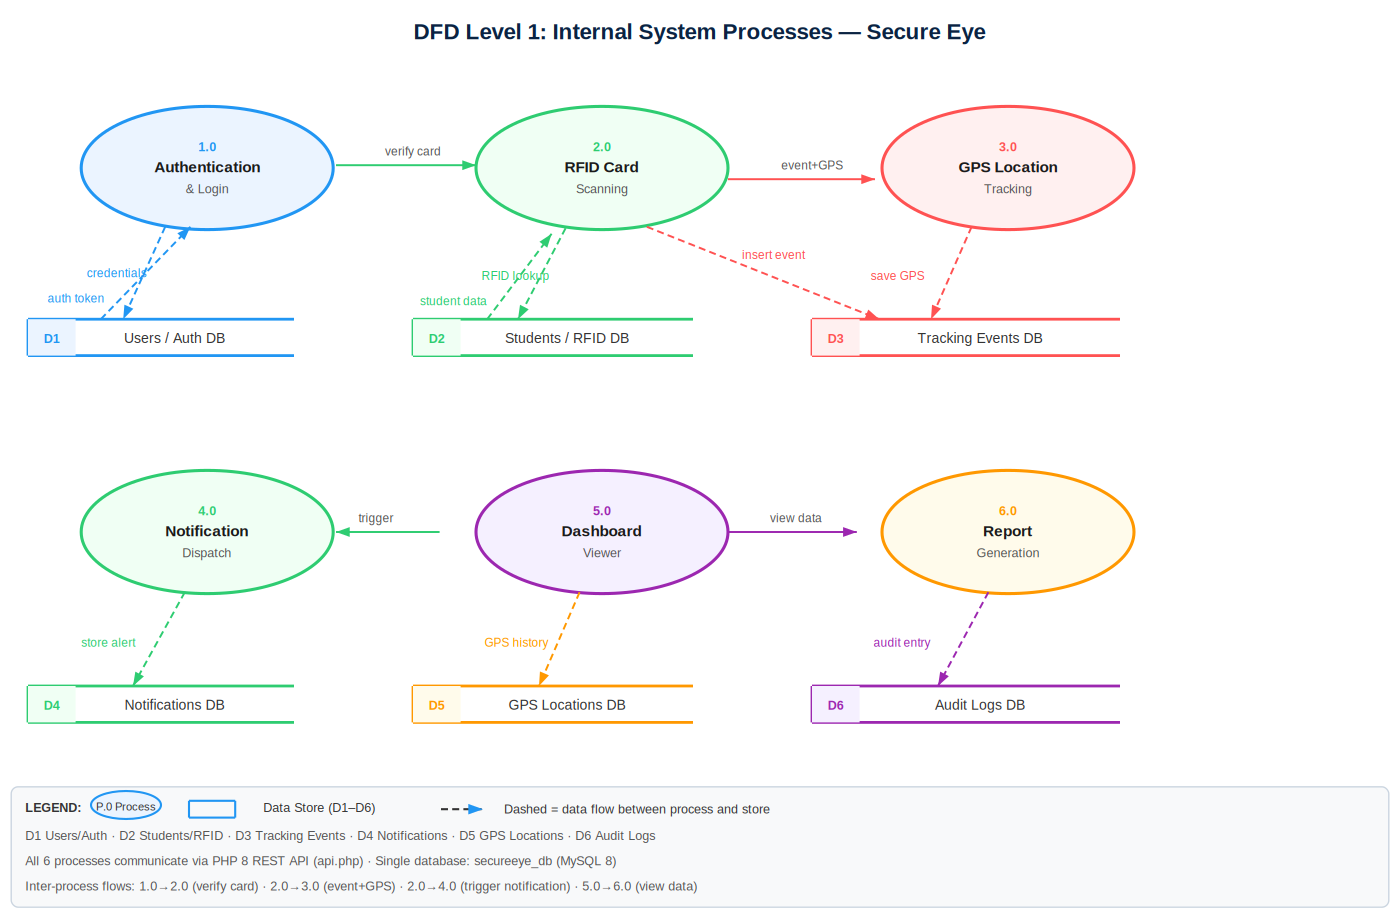 DFD Level 1: Internal System Processes — Secure Eye
1.0
Authentication
& Login
verify card
2.0
RFID Card
Scanning
event+GPS
3.0
GPS Location
Tracking
credentials
auth token
RFID lookup
student data
insert event
save GPS
D1
Users / Auth DB
D2
Students / RFID DB
D3
Tracking Events DB
4.0
Notification
Dispatch
trigger
5.0
Dashboard
Viewer
view data
6.0
Report
Generation
store alert
GPS history
audit entry
D4
Notifications DB
D5
GPS Locations DB
D6
Audit Logs DB
LEGEND:
P.0 Process
Data Store (D1–D6)
Dashed = data flow between process and store
D1 Users/Auth · D2 Students/RFID · D3 Tracking Events · D4 Notifications · D5 GPS Locations · D6 Audit Logs
All 6 processes communicate via PHP 8 REST API (api.php) · Single database: secureeye_db (MySQL 8)
Inter-process flows: 1.0→2.0 (verify card) · 2.0→3.0 (event+GPS) · 2.0→4.0 (trigger notification) · 5.0→6.0 (view data)